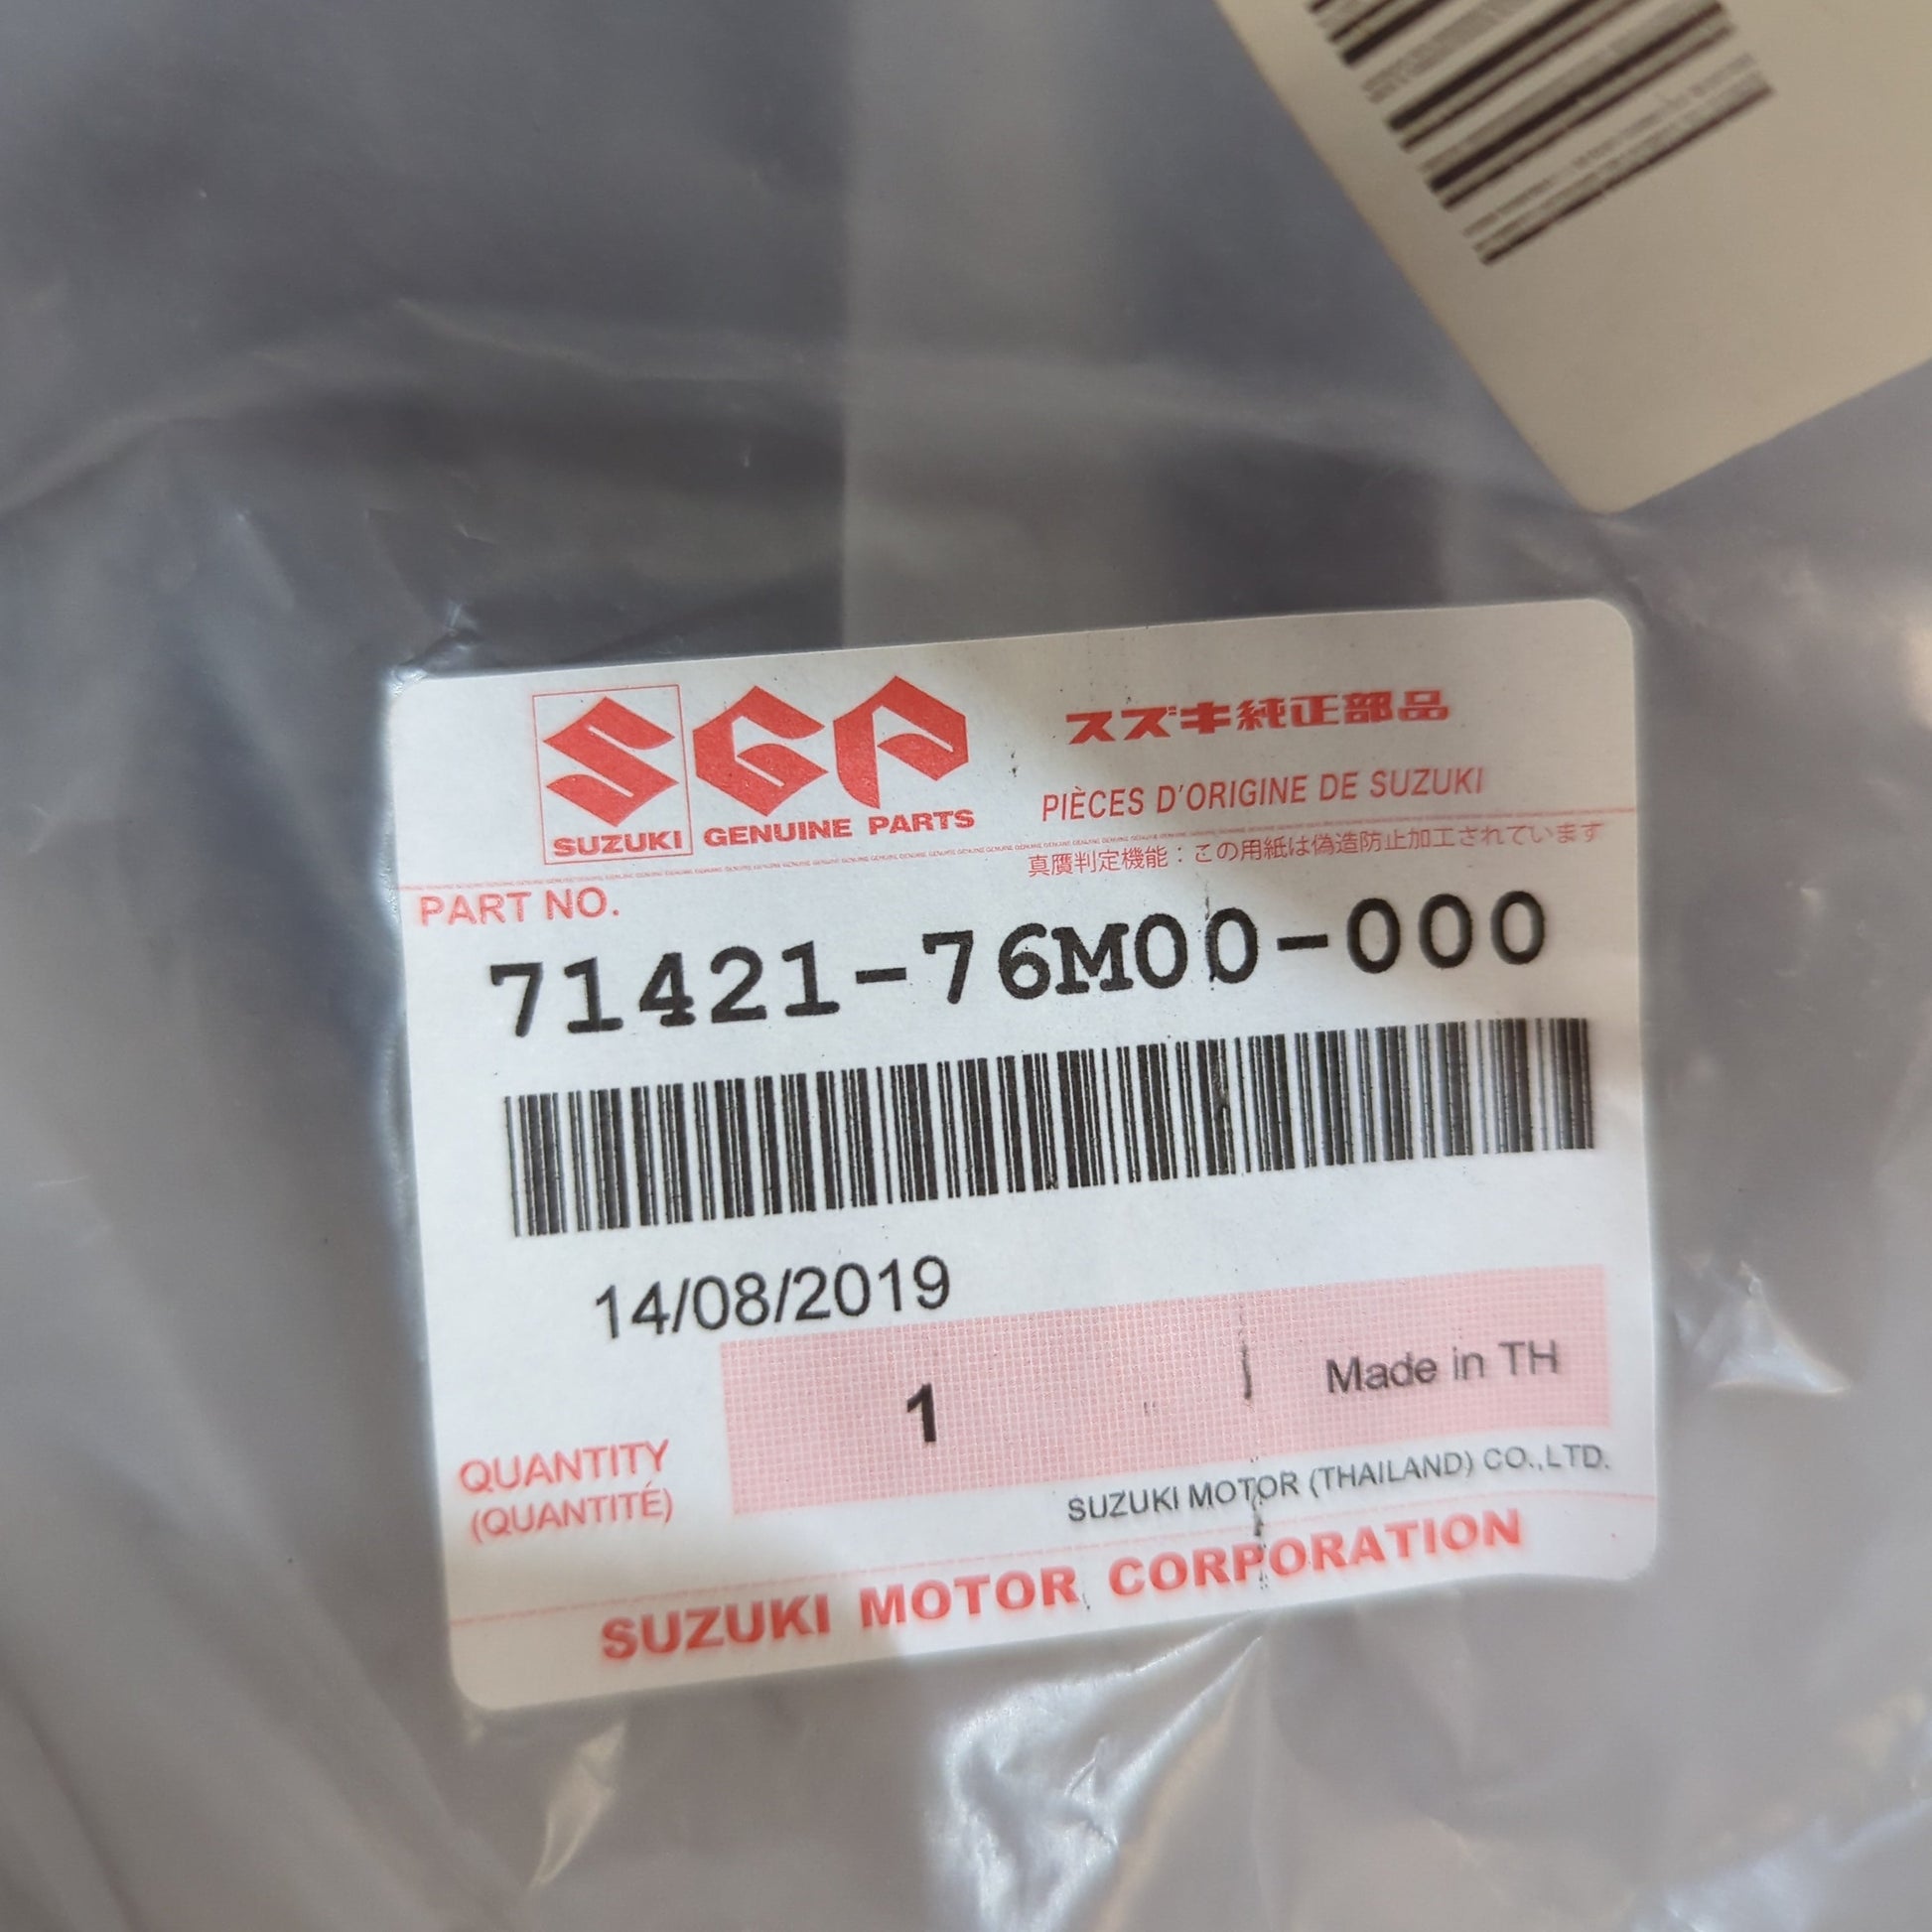 SGP
SUZUKI GENUINE PARTS
スズキ純正部品
PIÈCES D'ORIGINE DE SUZUKI
真贋判定機能：この用紙は偽造防止加工されています
PART NO.
71421-76M00-000
14/08/2019
1
Made in TH
QUANTITY
(QUANTITÉ)
SUZUKI MOTOR (THAILAND) CO.,LTD.
SUZUKI MOTOR CORPORATION